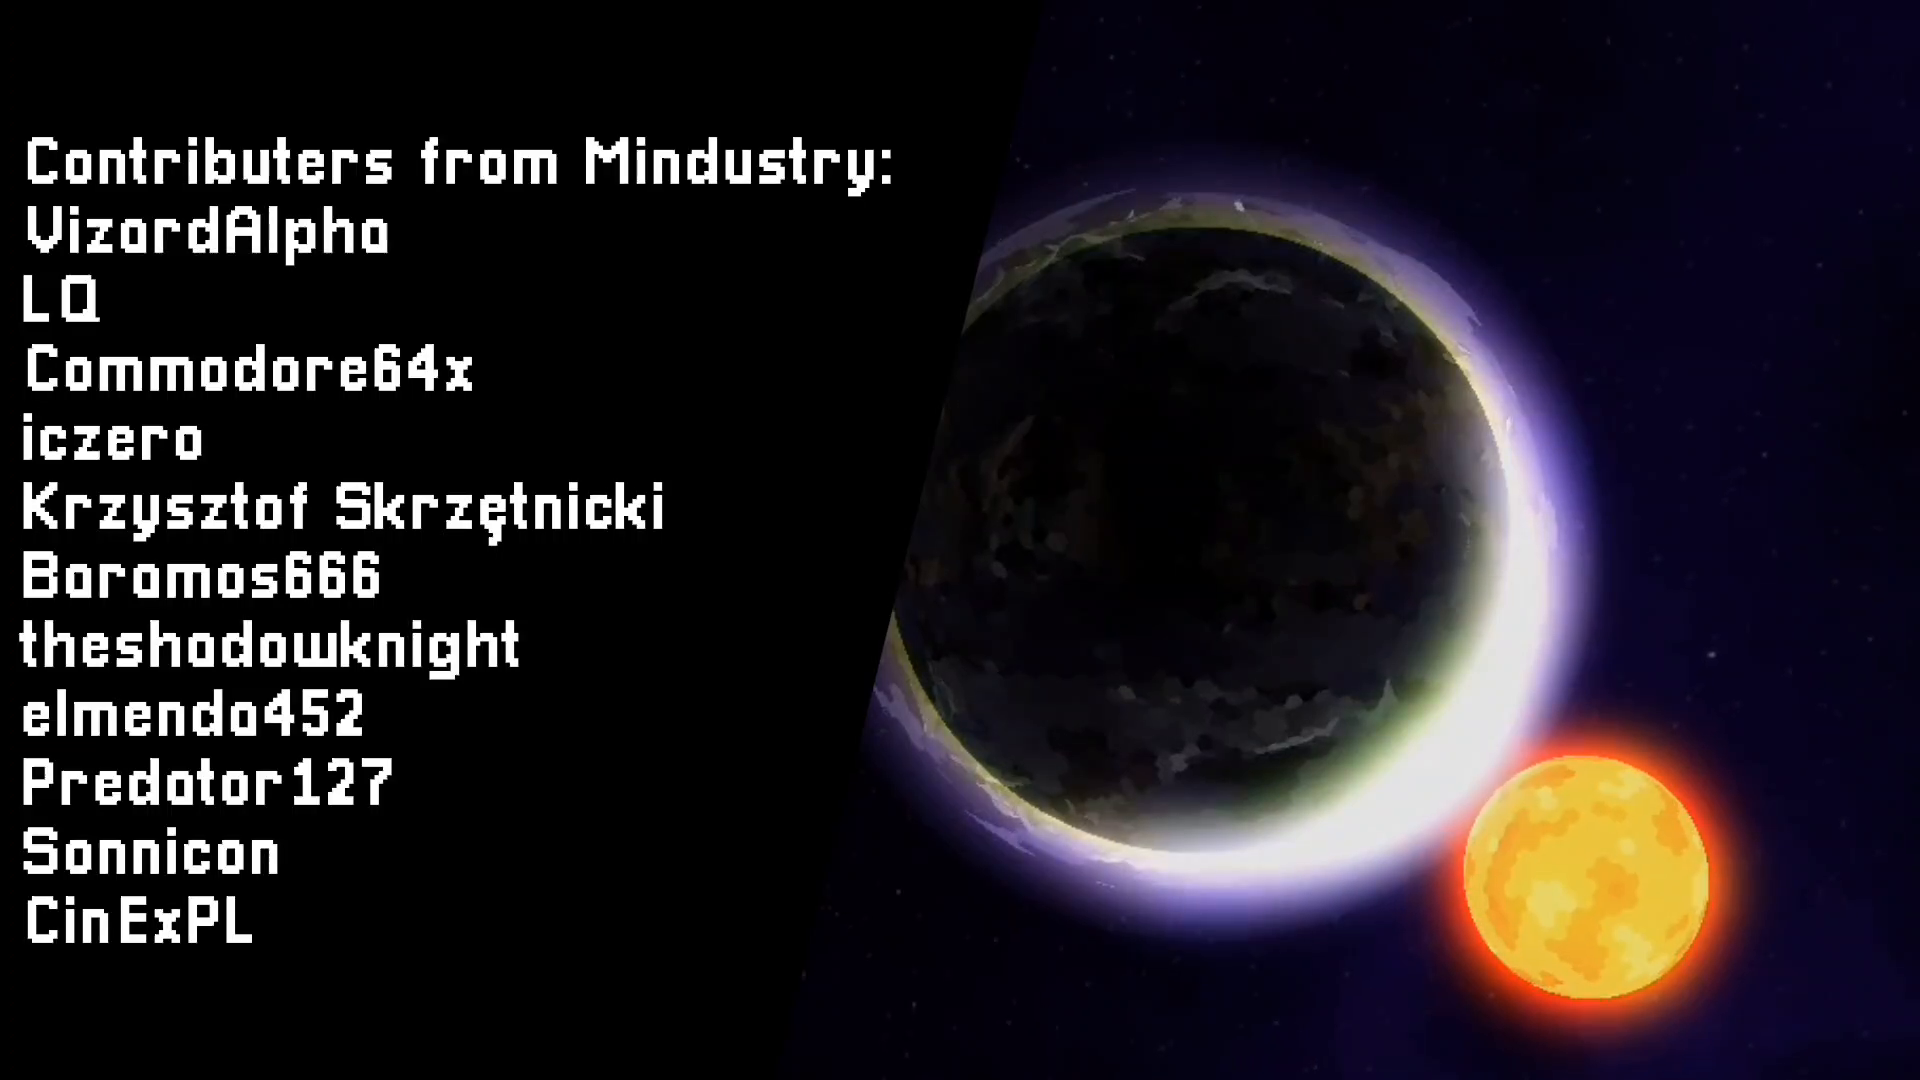 Contributers from Mindustry:
VizardAlpha
LQ
Commodore64x
iczero
Krzysztof Skrzętnicki
Baramos666
theshadowknight
elmenda452
Predator127
Sonnicon
CinExPL